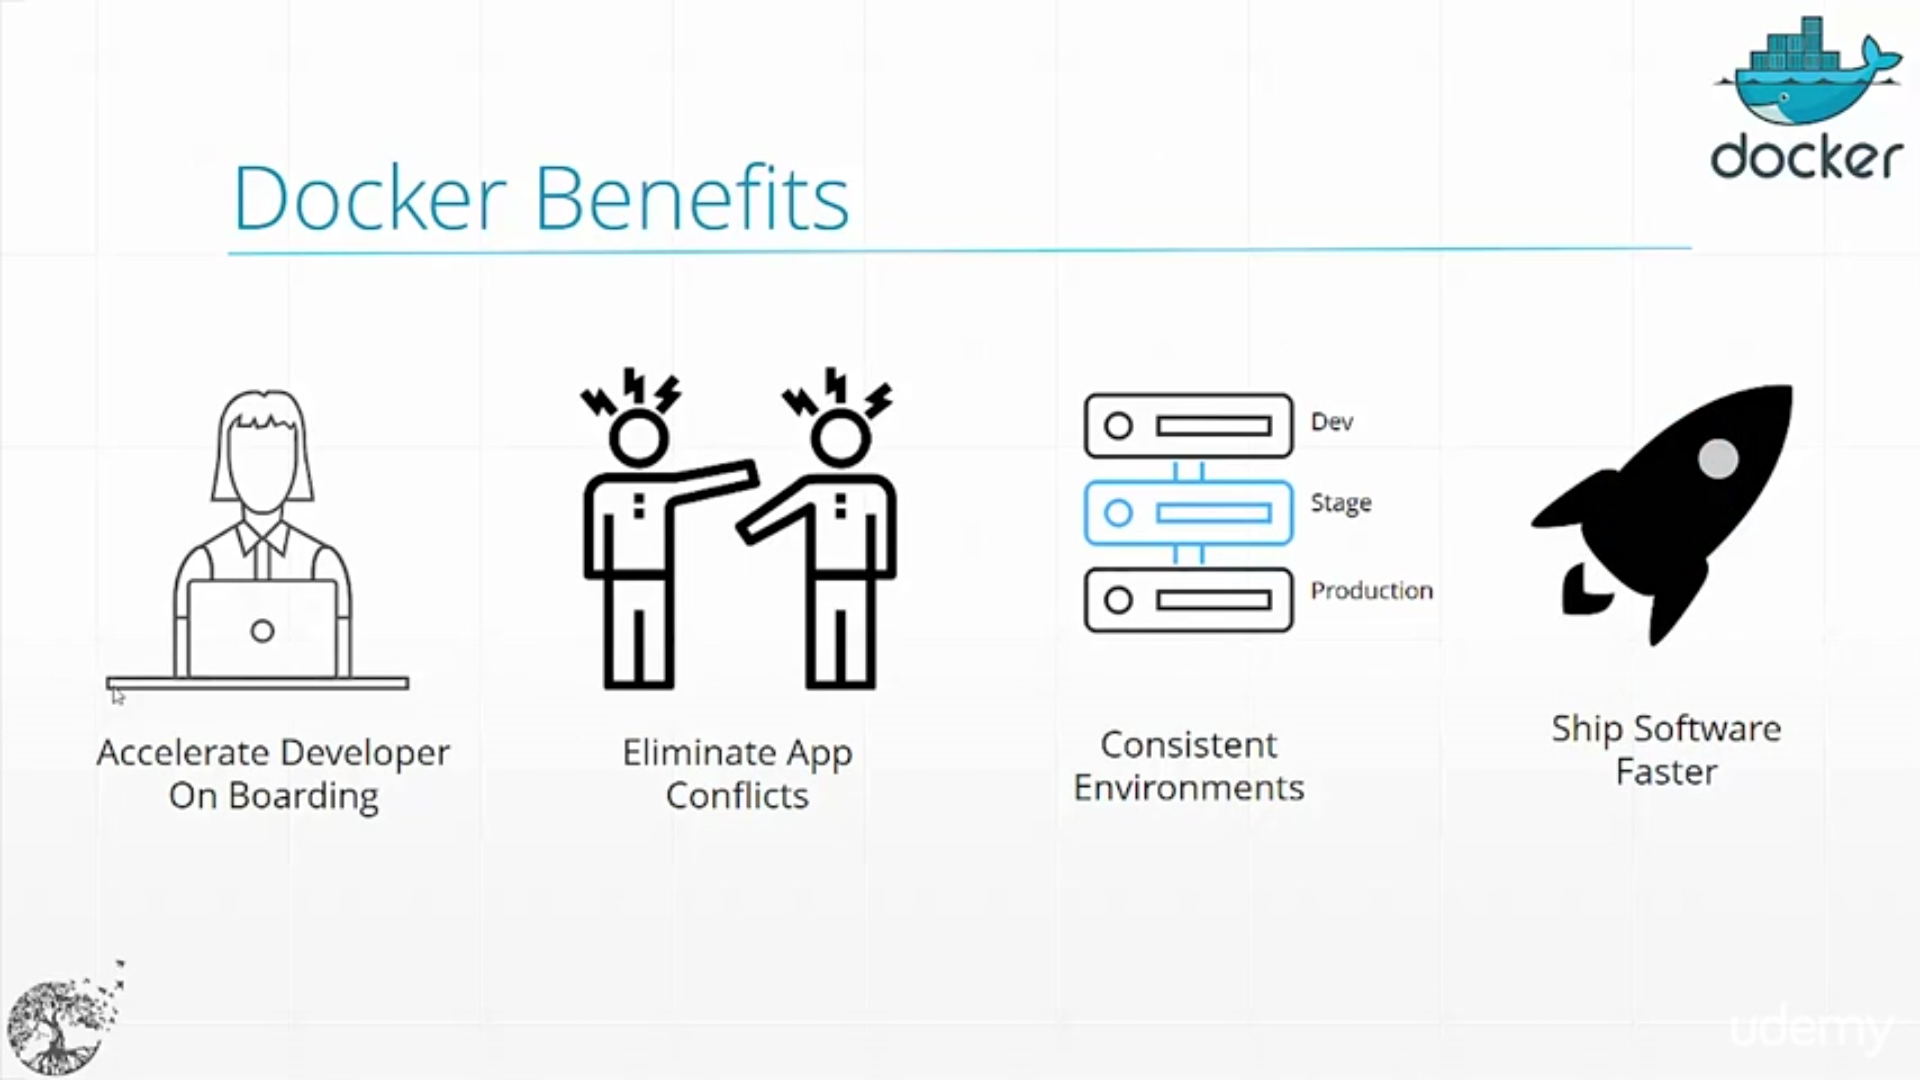 docker
Docker Benefits
Dev
Stage
Production
Accelerate Developer
On Boarding
Eliminate App
Conflicts
Consistent
Environments
Ship Software
Faster
udemy